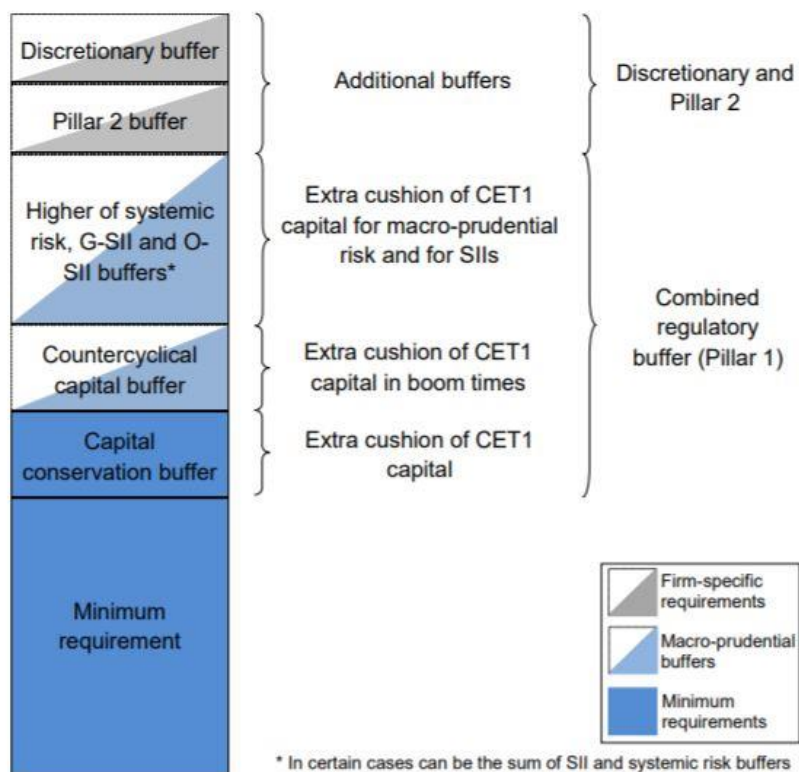 Discretionary buffer
Pillar 2 buffer
Higher of systemic
risk, G-SII and O-
SII buffers*
Countercyclical
capital buffer
Capital
conservation buffer
Minimum
requirement
Additional buffers
Extra cushion of CET1
capital for macro-prudential
risk and for SIIs
Extra cushion of CET1
capital in boom times
Extra cushion of CET1
capital
Discretionary and
Pillar 2
Combined
regulatory
buffer (Pillar 1)
Firm-specific
requirements
Macro-prudential
buffers
Minimum
requirements
* In certain cases can be the sum of SII and systemic risk buffers